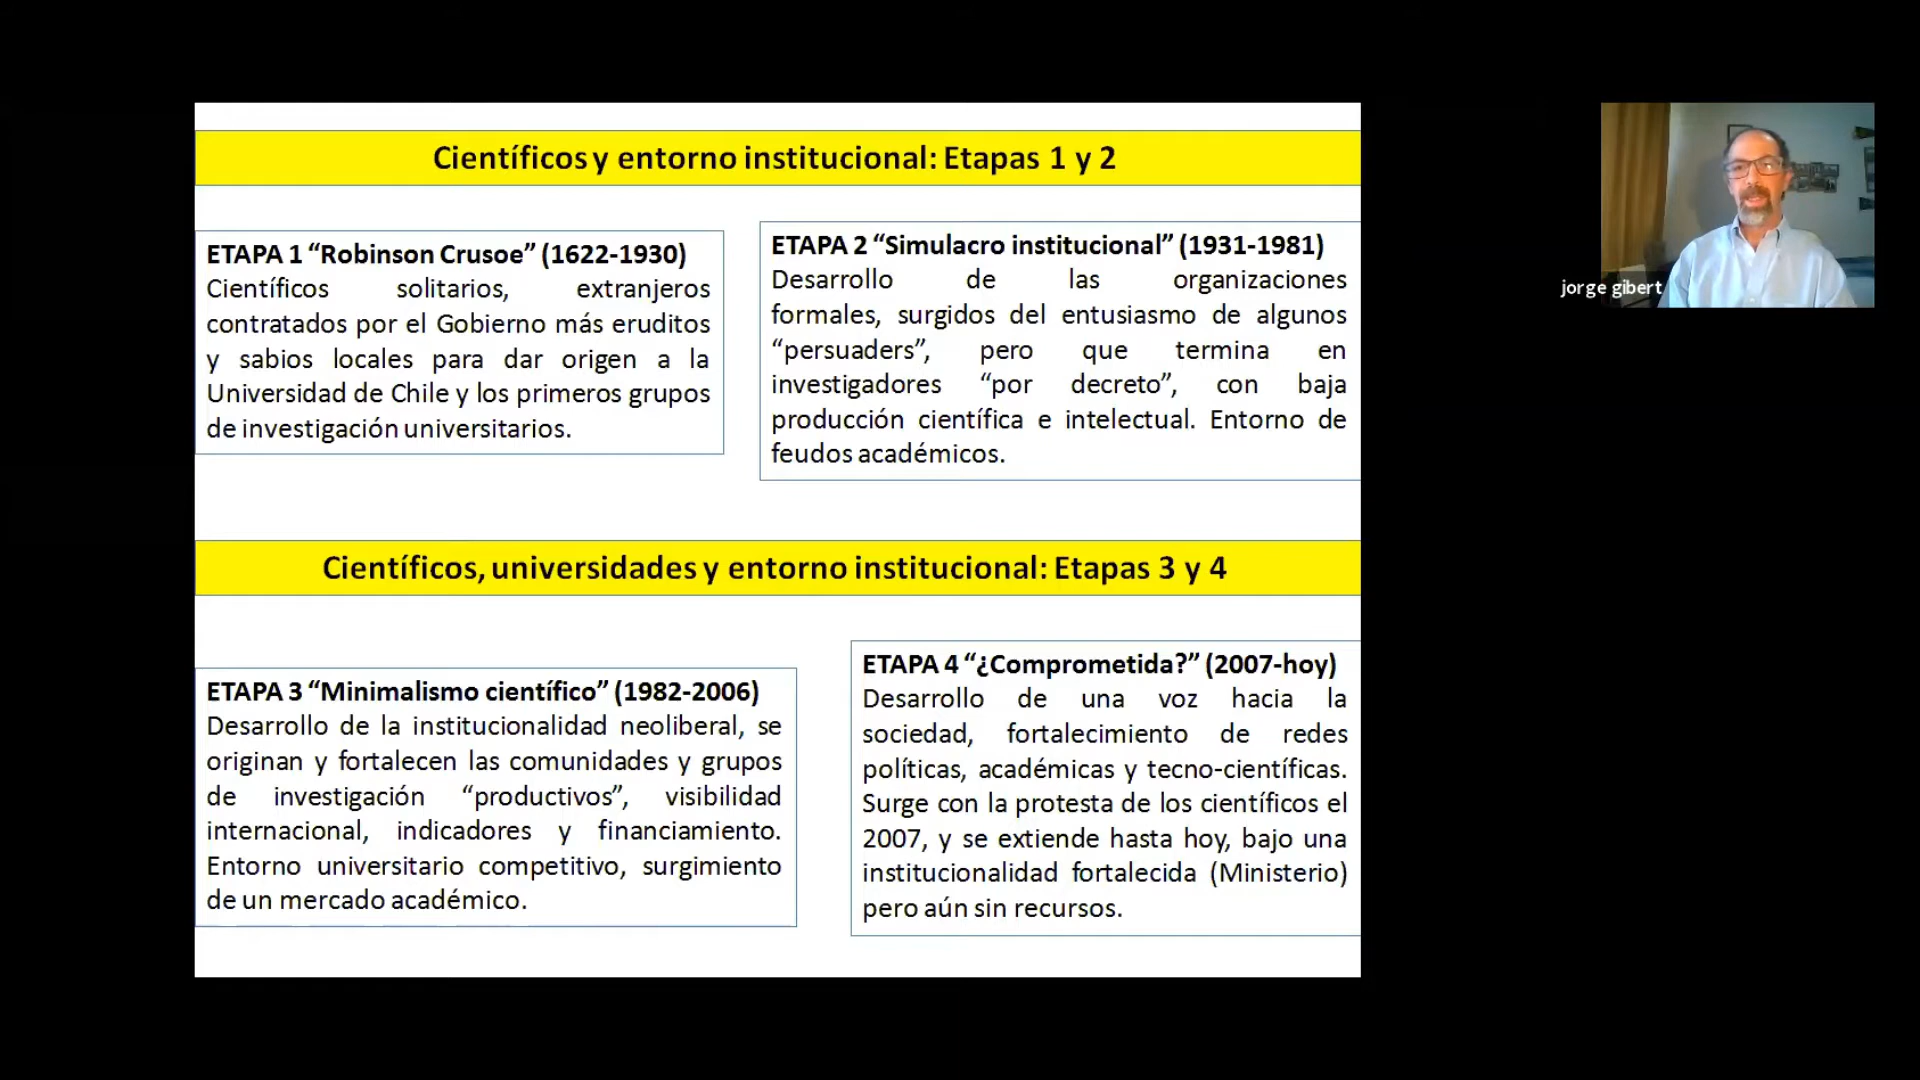 Científicos y entorno institucional: Etapas 1 y 2
ETAPA 1 “Robinson Crusoe” (1622-1930)
Científicos solitarios, extranjeros
contratados por el Gobierno más eruditos
y sabios locales para dar origen a la
Universidad de Chile y los primeros grupos
de investigación universitarios.
ETAPA 2 “Simulacro institucional” (1931-1981)
Desarrollo de las organizaciones
formales, surgidos del entusiasmo de algunos
“persuaders”, pero que termina en
investigadores “por decreto”, con baja
producción científica e intelectual. Entorno de
feudos académicos.
Científicos, universidades y entorno institucional: Etapas 3 y 4
ETAPA 3 “Minimalismo científico” (1982-2006)
Desarrollo de la institucionalidad neoliberal, se
originan y fortalecen las comunidades y grupos
de investigación “productivos”, visibilidad
internacional, indicadores y financiamiento.
Entorno universitario competitivo, surgimiento
de un mercado académico.
ETAPA 4 “¿Comprometida?” (2007-hoy)
Desarrollo de una voz hacia la
sociedad, fortalecimiento de redes
políticas, académicas y tecno-científicas.
Surge con la protesta de los científicos el
2007, y se extiende hasta hoy, bajo una
institucionalidad fortalecida (Ministerio)
pero aún sin recursos.
jorge gibert